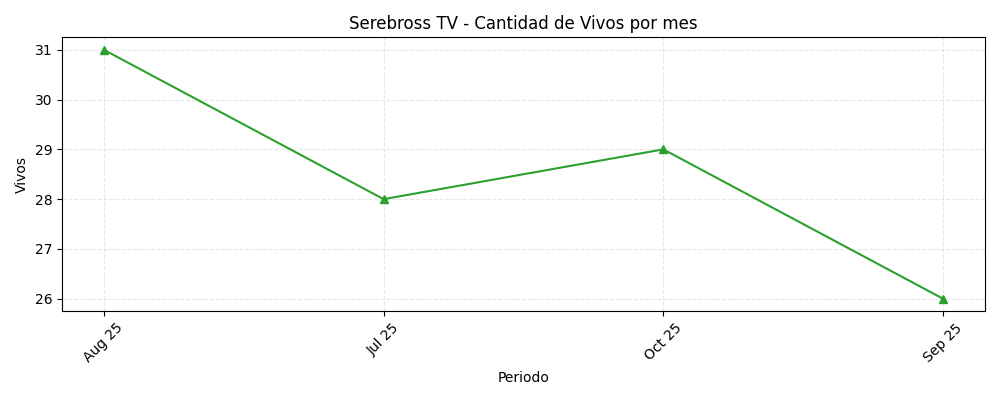 Serebross TV - Cantidad de Vivos por mes
Vivos
31
30
29
28
27
26
Aug 25
Jul 25
Oct 25
Sep 25
Periodo